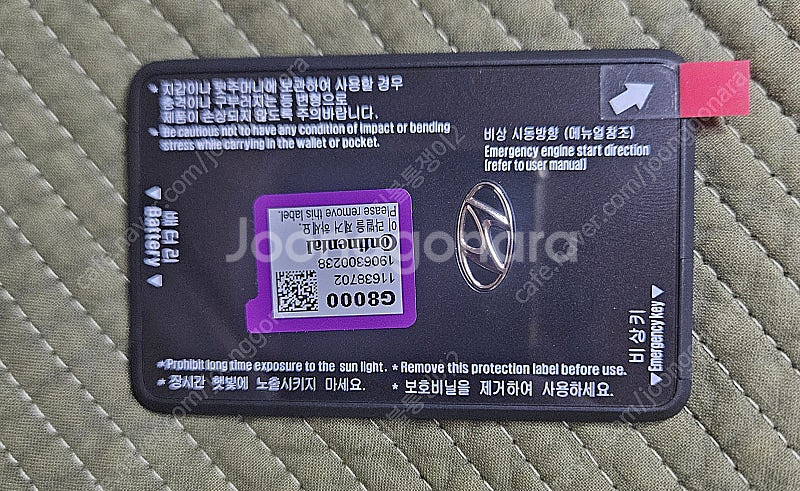 * 지갑이나 뒷주머니에 보관하여 사용할 경우
충격이나 구부러지는 등 변형으로
제품이 손상되지 않도록 주의바랍니다.
* Be cautious not to have any condition of impact or bending
stress while carrying in the wallet or pocket.
비상 시동방향 (메뉴얼참조)
Emergency engine start direction
(refer to user manual)
배터리
Battery
G8000
11638702
1906300238
Continental
이 라벨을 제거 하세요.
Please remove this label.
비상키
Emergency key
*Prohibit long time exposure to the sun light. * Remove this protection label before use.
* 장시간 햇빛에 노출시키지 마세요. * 보호비닐을 제거하여 사용하세요.
Joonggonara